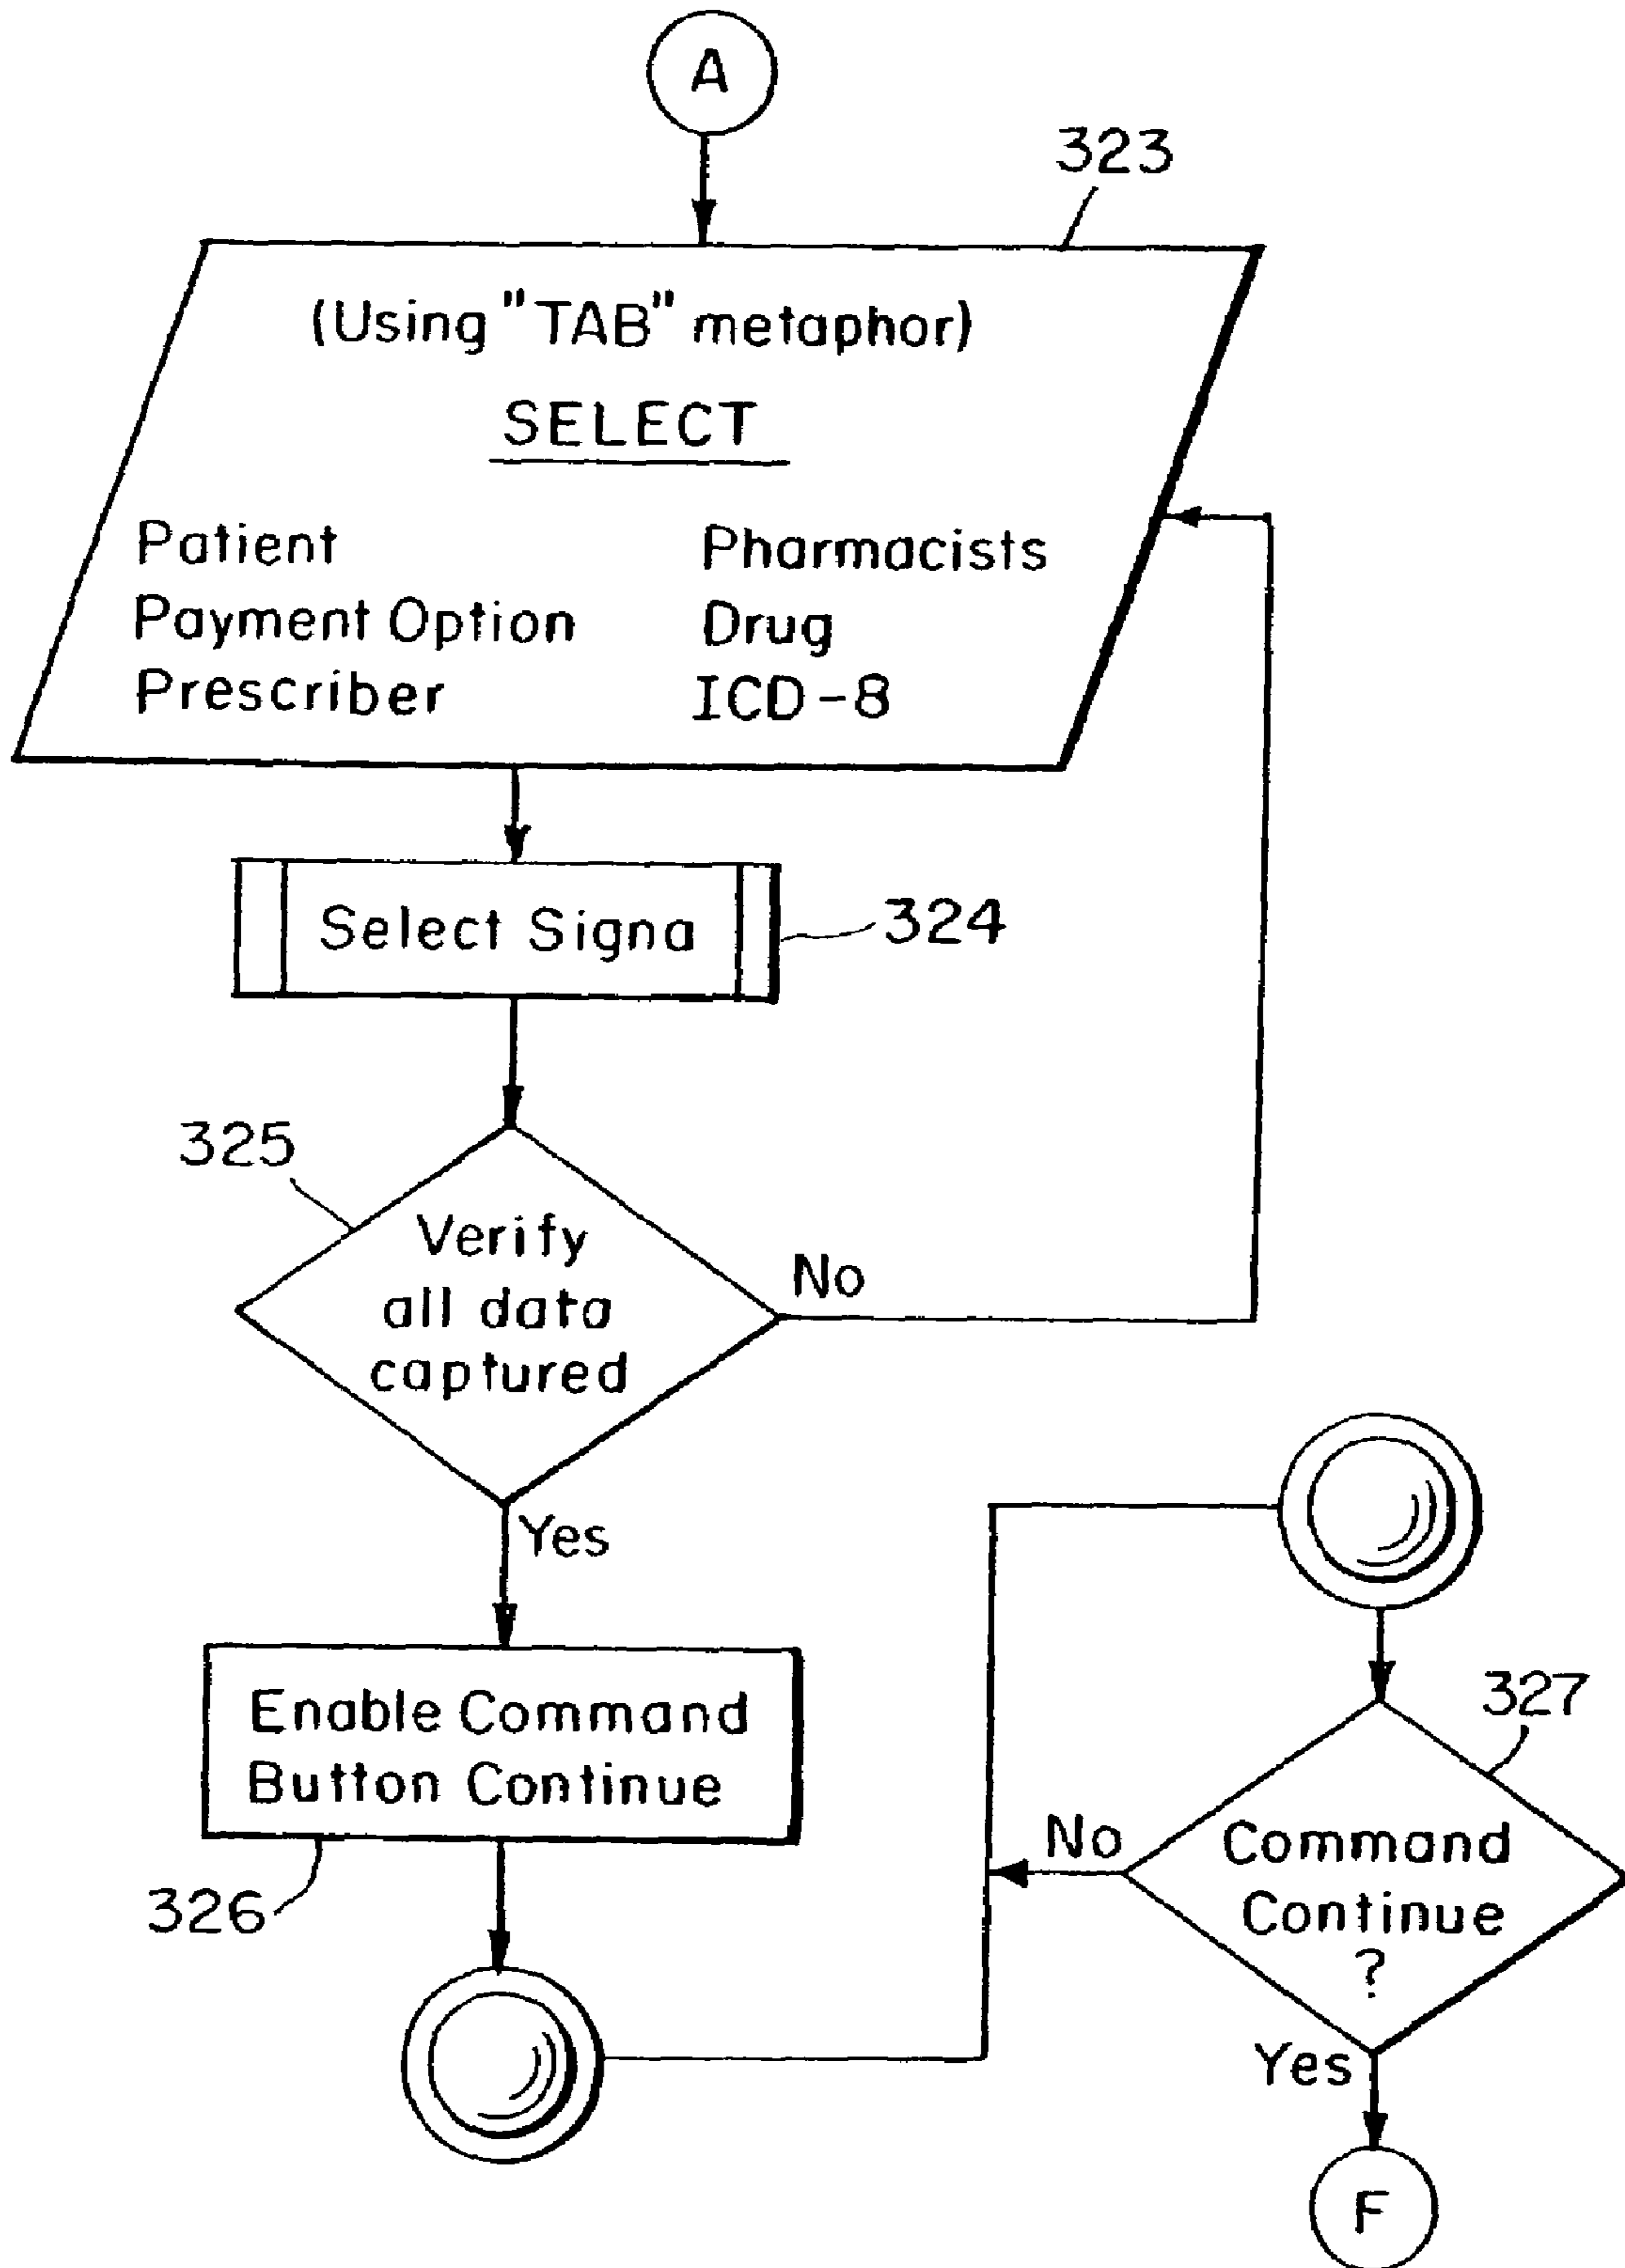 A
323
(Using "TAB" metaphor)
SELECT
Patient Pharmacists
Payment Option Drug
Prescriber ICD-8
Select Signa 324
325
Verify
all data
captured
No
Yes
Enable Command
Button Continue
326
327
No
Command
Continue
?
Yes
F